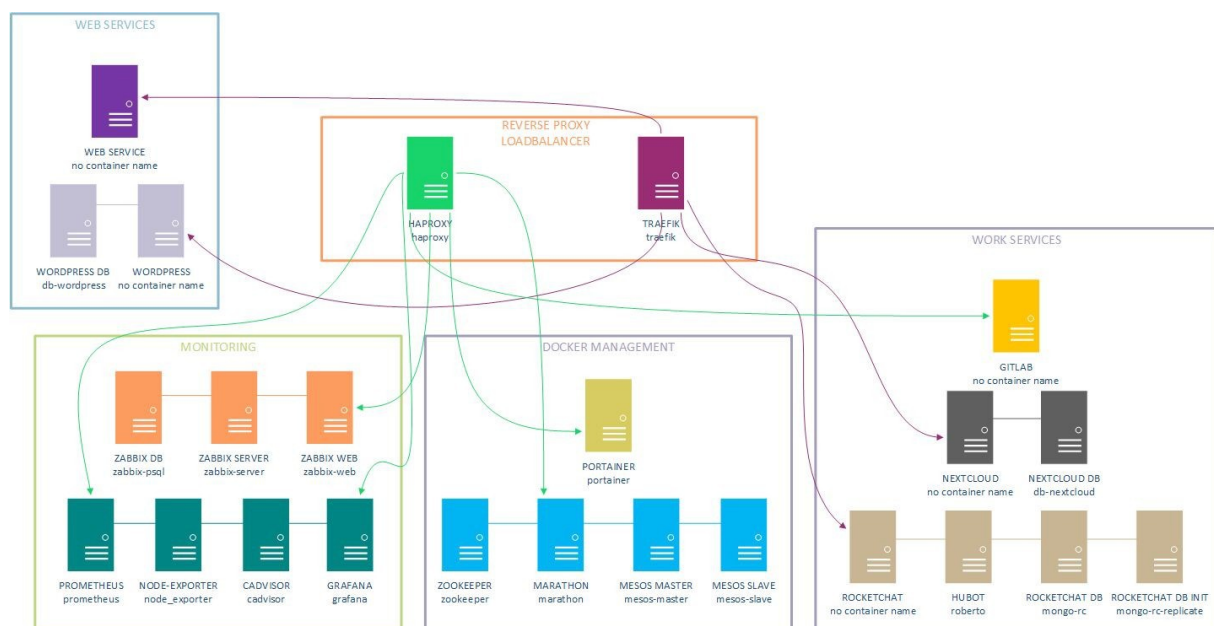 WEB SERVICES
WEB SERVICE
no container name
WORDPRESS DB
db-wordpress
WORDPRESS
no container name
REVERSE PROXY
LOADBALANCER
HAPROXY
haproxy
TRAEFIK
traefik
WORK SERVICES
GITLAB
no container name
NEXTCLOUD
no container name
NEXTCLOUD DB
db-nextcloud
ROCKETCHAT
no container name
HUBOT
roberto
ROCKETCHAT DB
mongo-rc
ROCKETCHAT DB INIT
mongo-rc-replicate
MONITORING
ZABBIX DB
zabbix-psql
ZABBIX SERVER
zabbix-server
ZABBIX WEB
zabbix-web
PROMETHEUS
prometheus
NODE-EXPORTER
node_exporter
CADVISOR
cadvisor
GRAFANA
grafana
DOCKER MANAGEMENT
PORTAINER
portainer
ZOOKEEPER
zookeeper
MARATHON
marathon
MESOS MASTER
mesos-master
MESOS SLAVE
mesos-slave